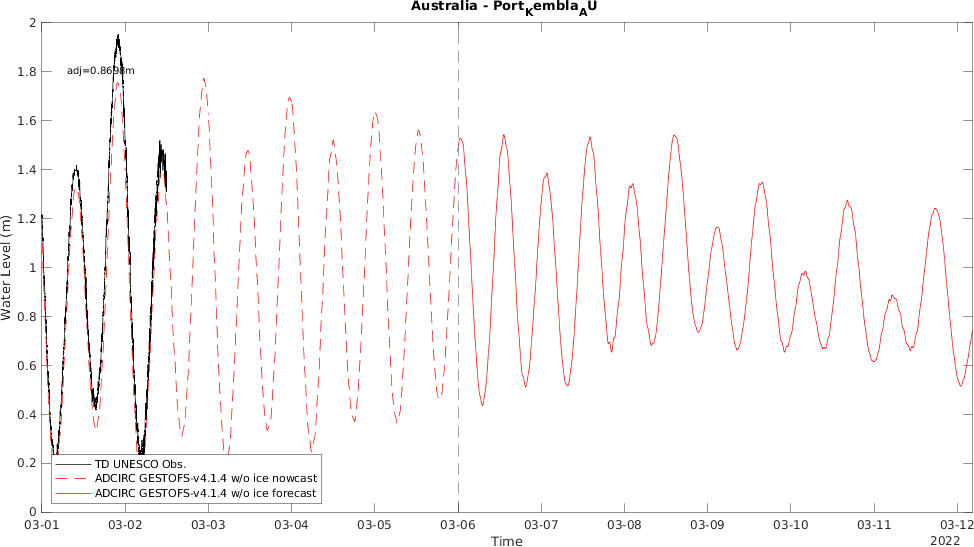 Australia - PortKemblaAU
2
1.8
adj=0.8698m
1.6
1.4
1.2
1
0.8
0.6
0.4
0.2
0
Water Level (m)
TD UNESCO Obs.
ADCIRC GESTOFS-v4.1.4 w/o ice nowcast
ADCIRC GESTOFS-v4.1.4 w/o ice forecast
03-01 03-02 03-03 03-04 03-05 03-06 03-07 03-08 03-09 03-10 03-11 03-12
Time
2022